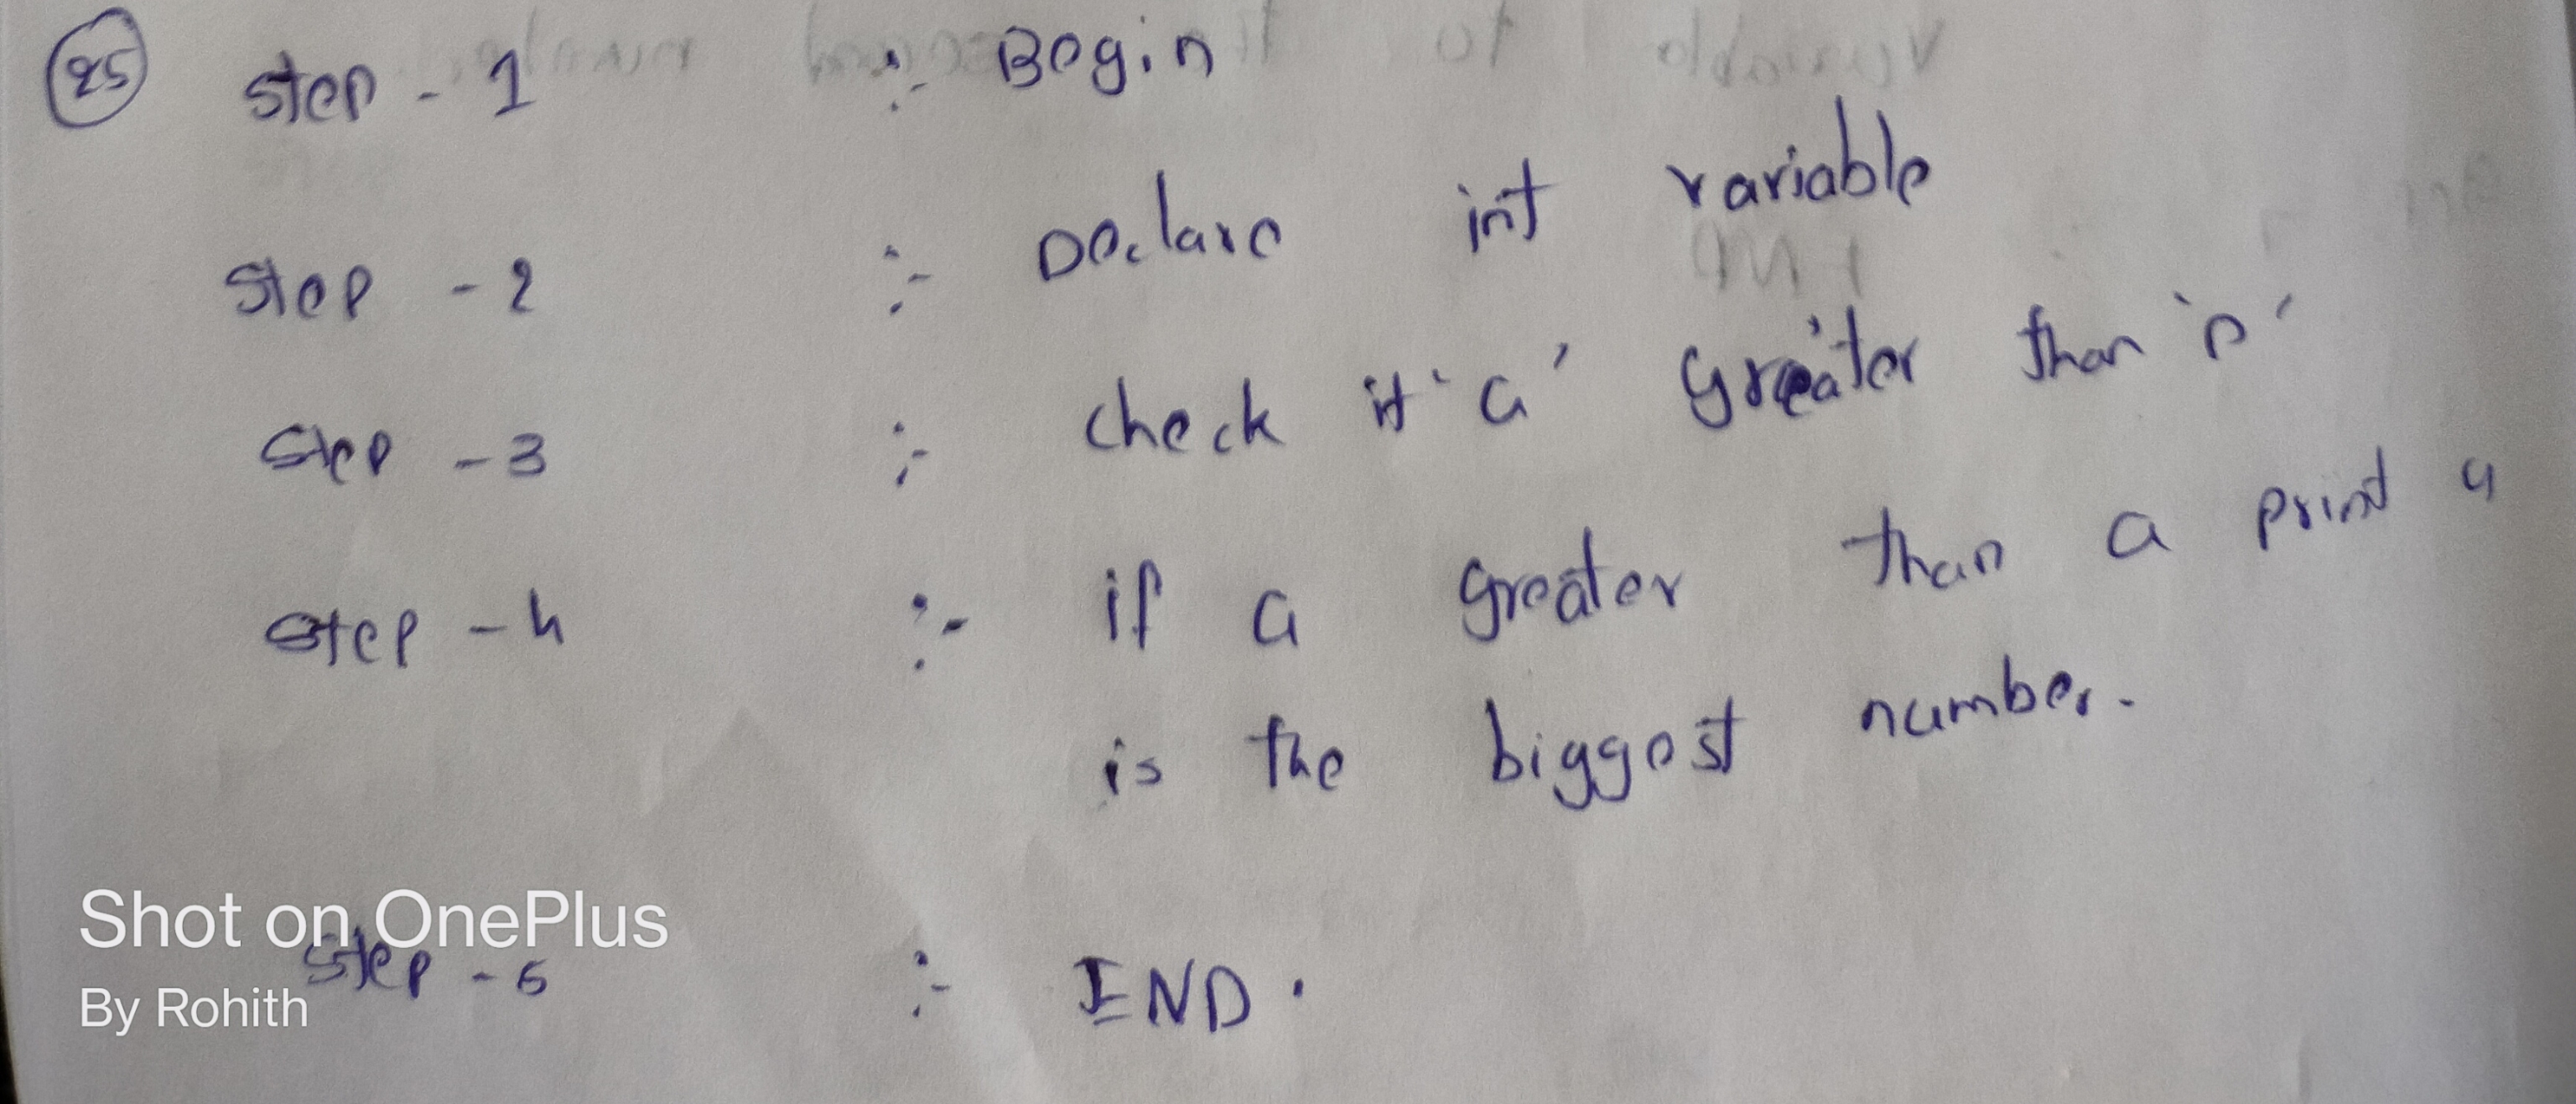 25 Step - 1 :- Begin
Step - 2 :- Declare int variable
Step - 3 :- check if 'a' greater than 'n'
Step - 4 :- if a greater than a print a
is the biggest number.
Shot on OnePlus
Step - 5 :- END.
By Rohith